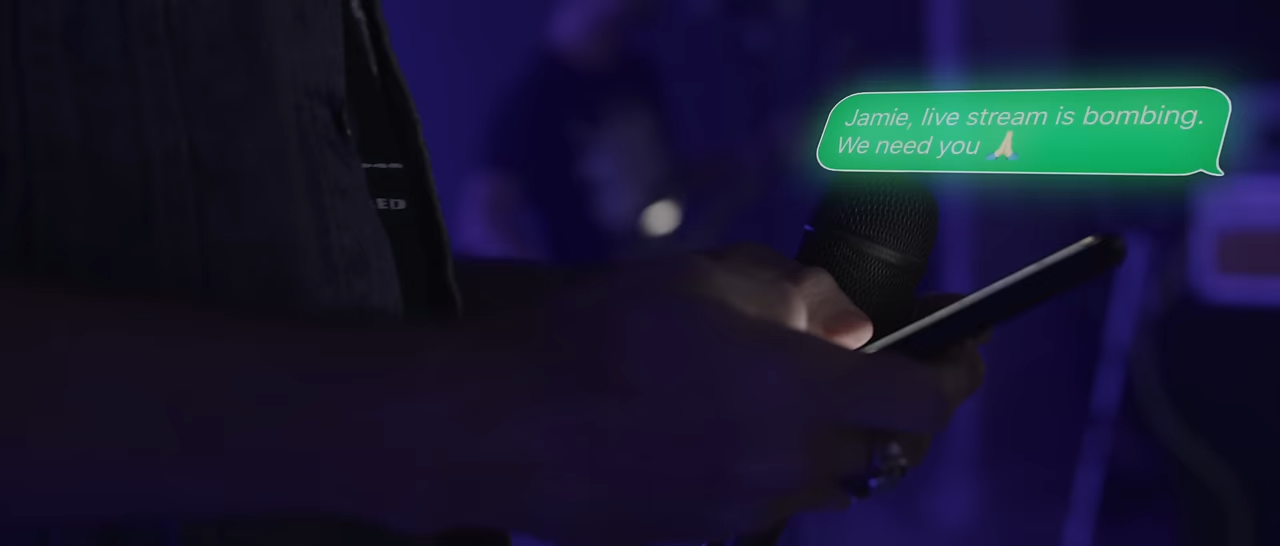 Jamie, live stream is bombing.
We need you 🙏🏼